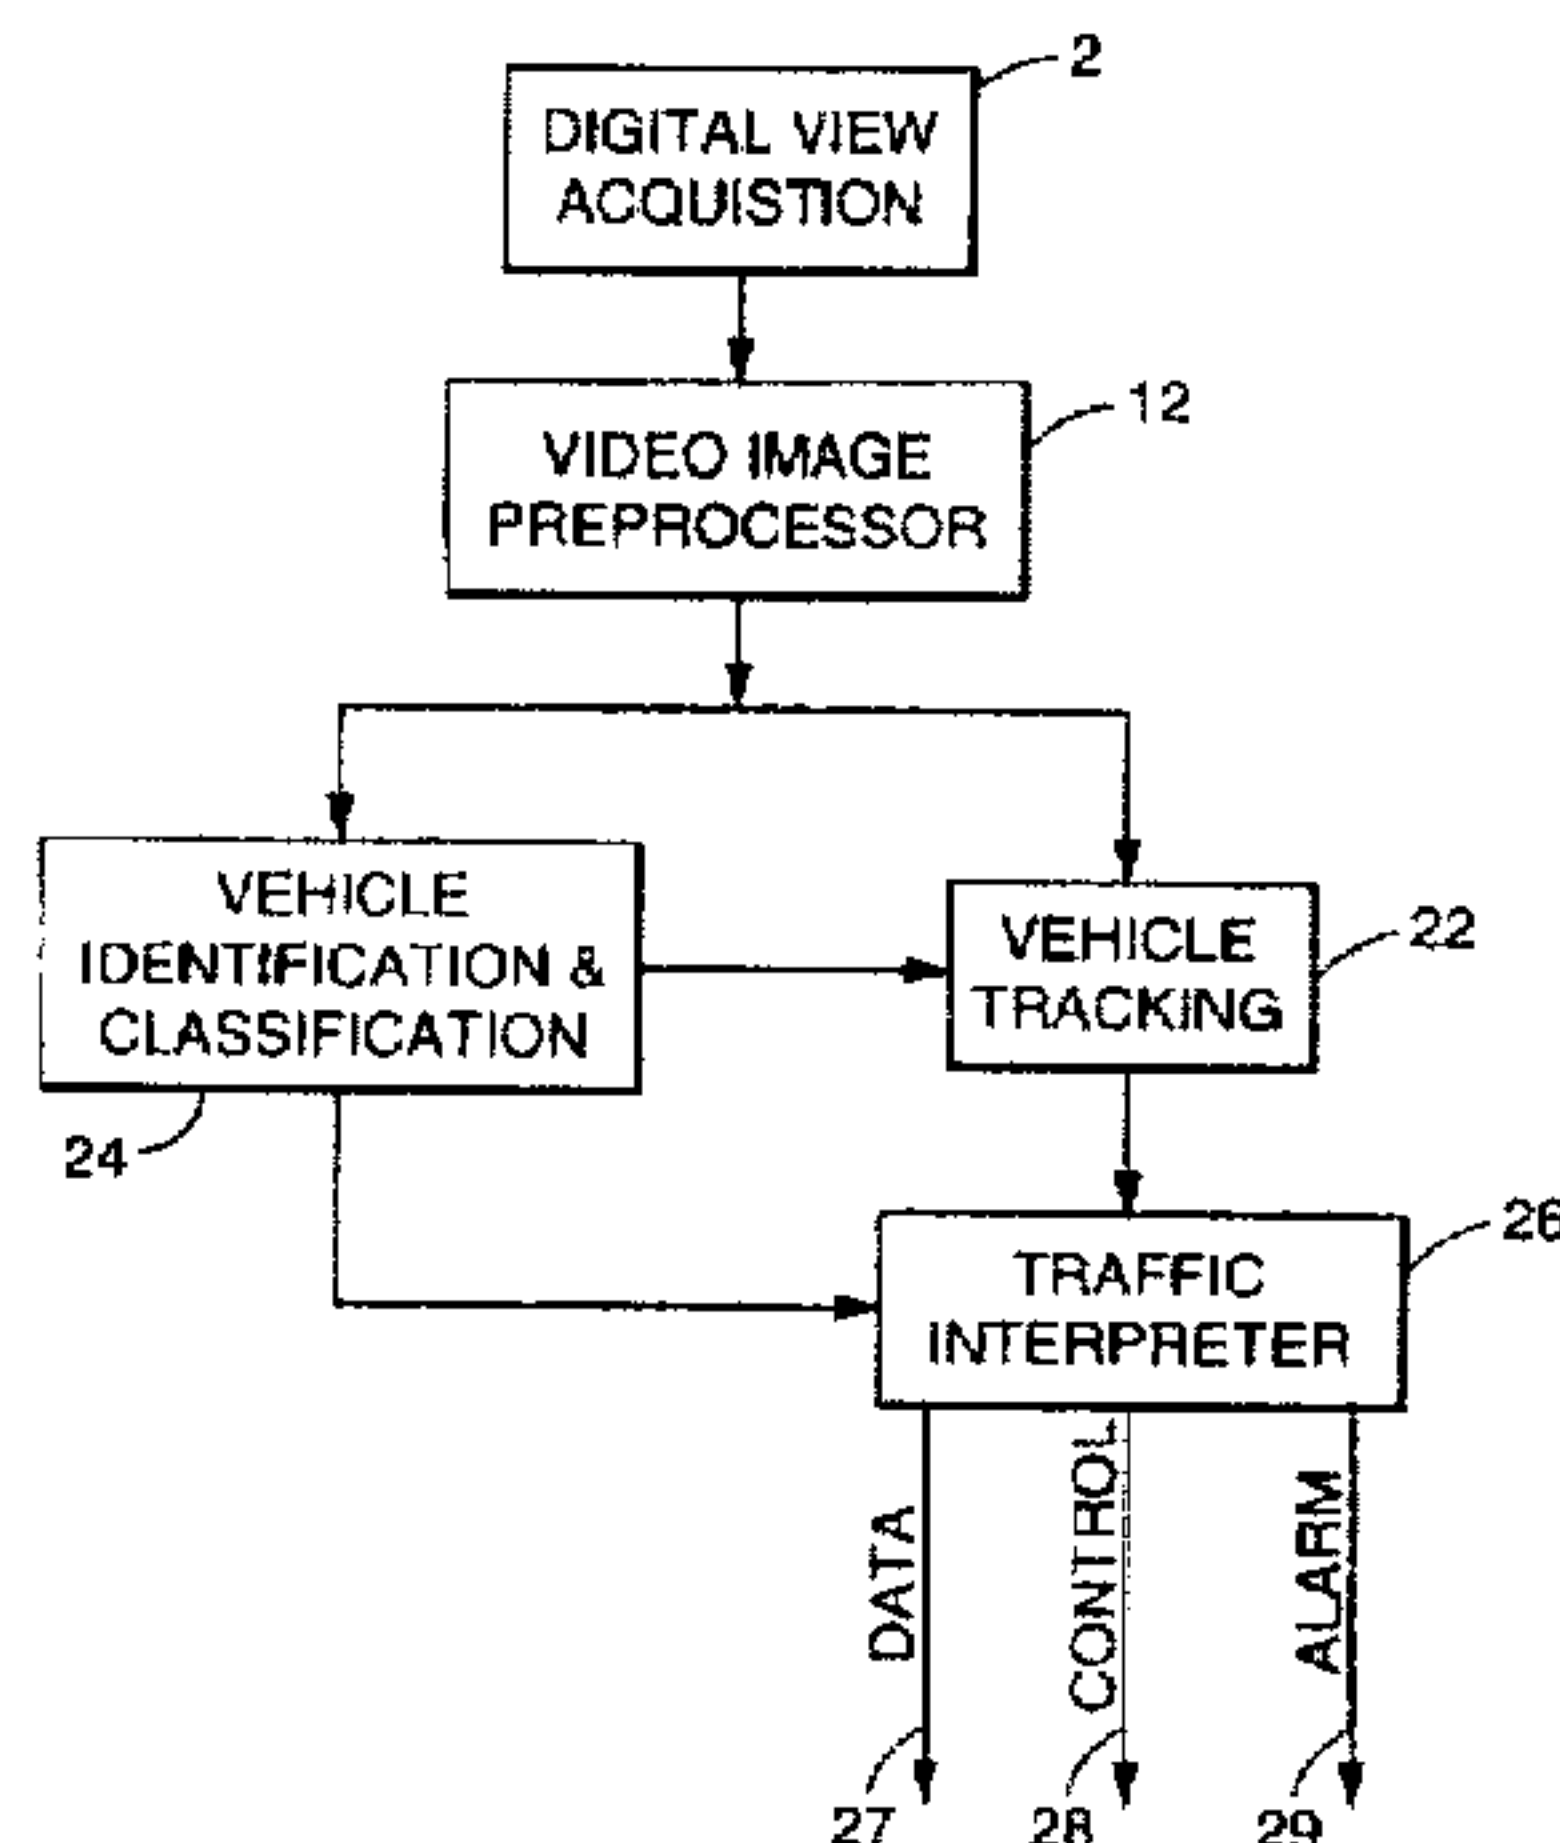 2
DIGITAL VIEW
ACQUISTION
12
VIDEO IMAGE
PREPROCESSOR
VEHICLE
IDENTIFICATION &
CLASSIFICATION
24
VEHICLE
TRACKING
22
TRAFFIC
INTERPRETER
26
DATA
CONTROL
ALARM
27
28
29